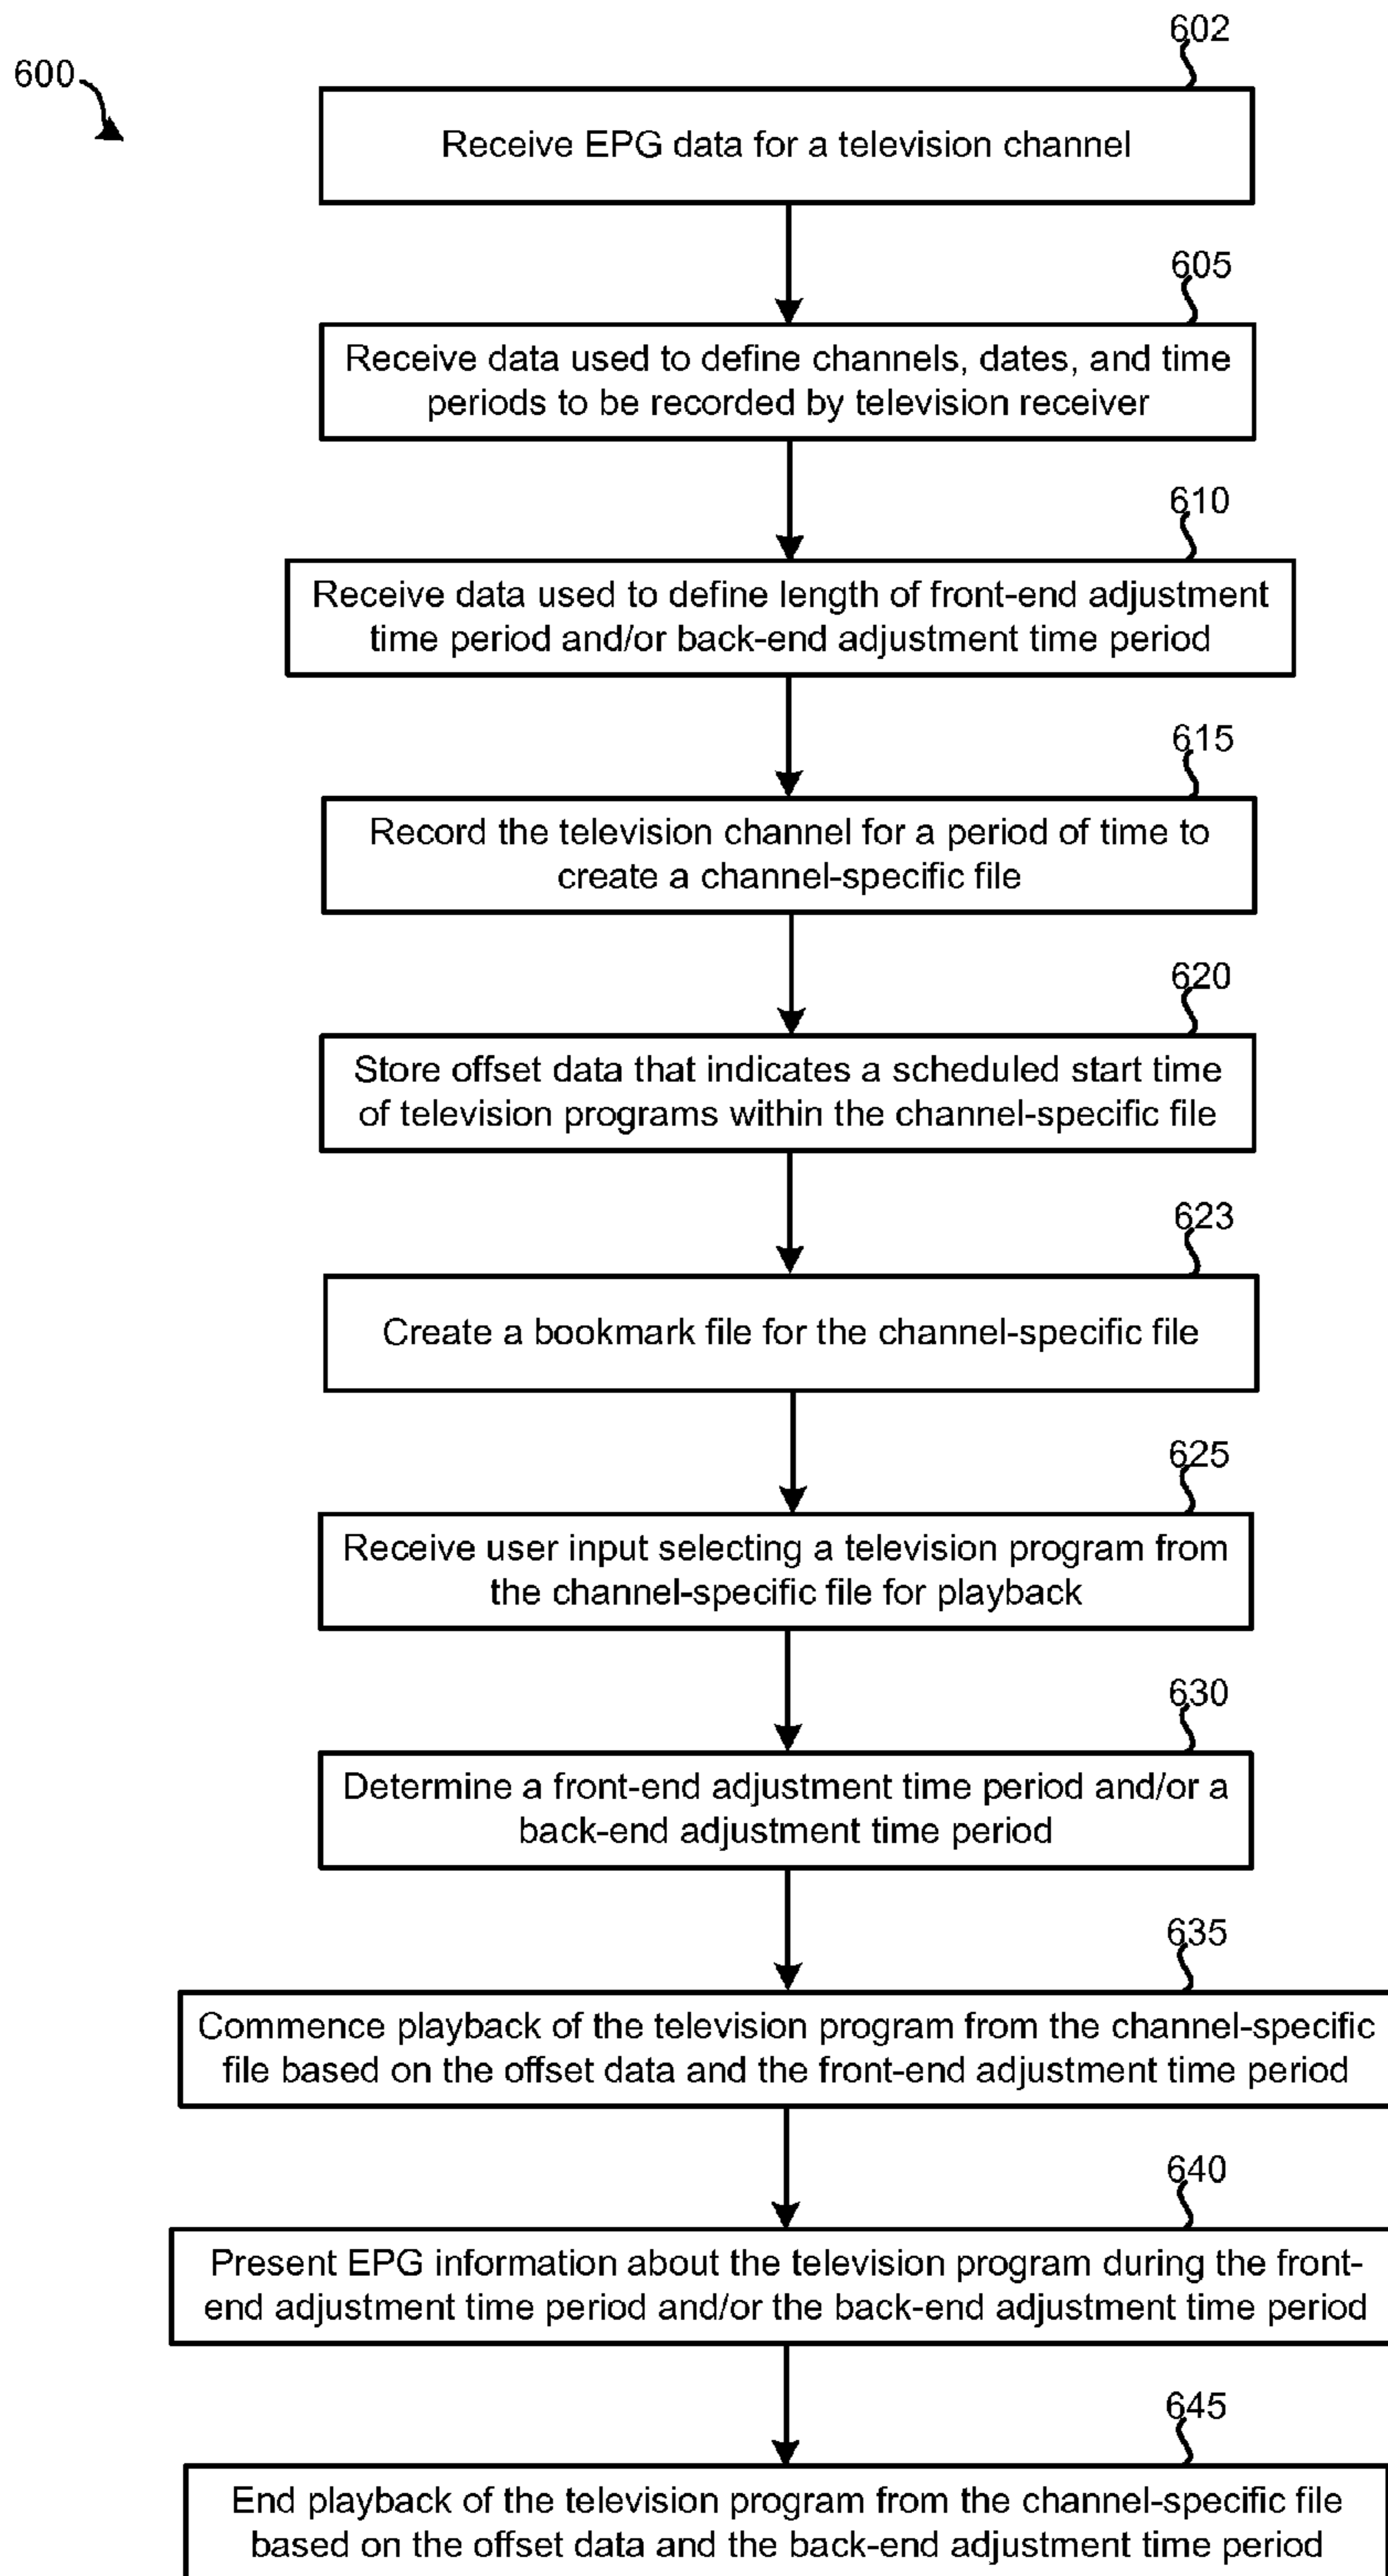 600
602
Receive EPG data for a television channel
605
Receive data used to define channels, dates, and time
periods to be recorded by television receiver
610
Receive data used to define length of front-end adjustment
time period and/or back-end adjustment time period
615
Record the television channel for a period of time to
create a channel-specific file
620
Store offset data that indicates a scheduled start time
of television programs within the channel-specific file
623
Create a bookmark file for the channel-specific file
625
Receive user input selecting a television program from
the channel-specific file for playback
630
Determine a front-end adjustment time period and/or a
back-end adjustment time period
635
Commence playback of the television program from the channel-specific
file based on the offset data and the front-end adjustment time period
640
Present EPG information about the television program during the front-
end adjustment time period and/or the back-end adjustment time period
645
End playback of the television program from the channel-specific file
based on the offset data and the back-end adjustment time period